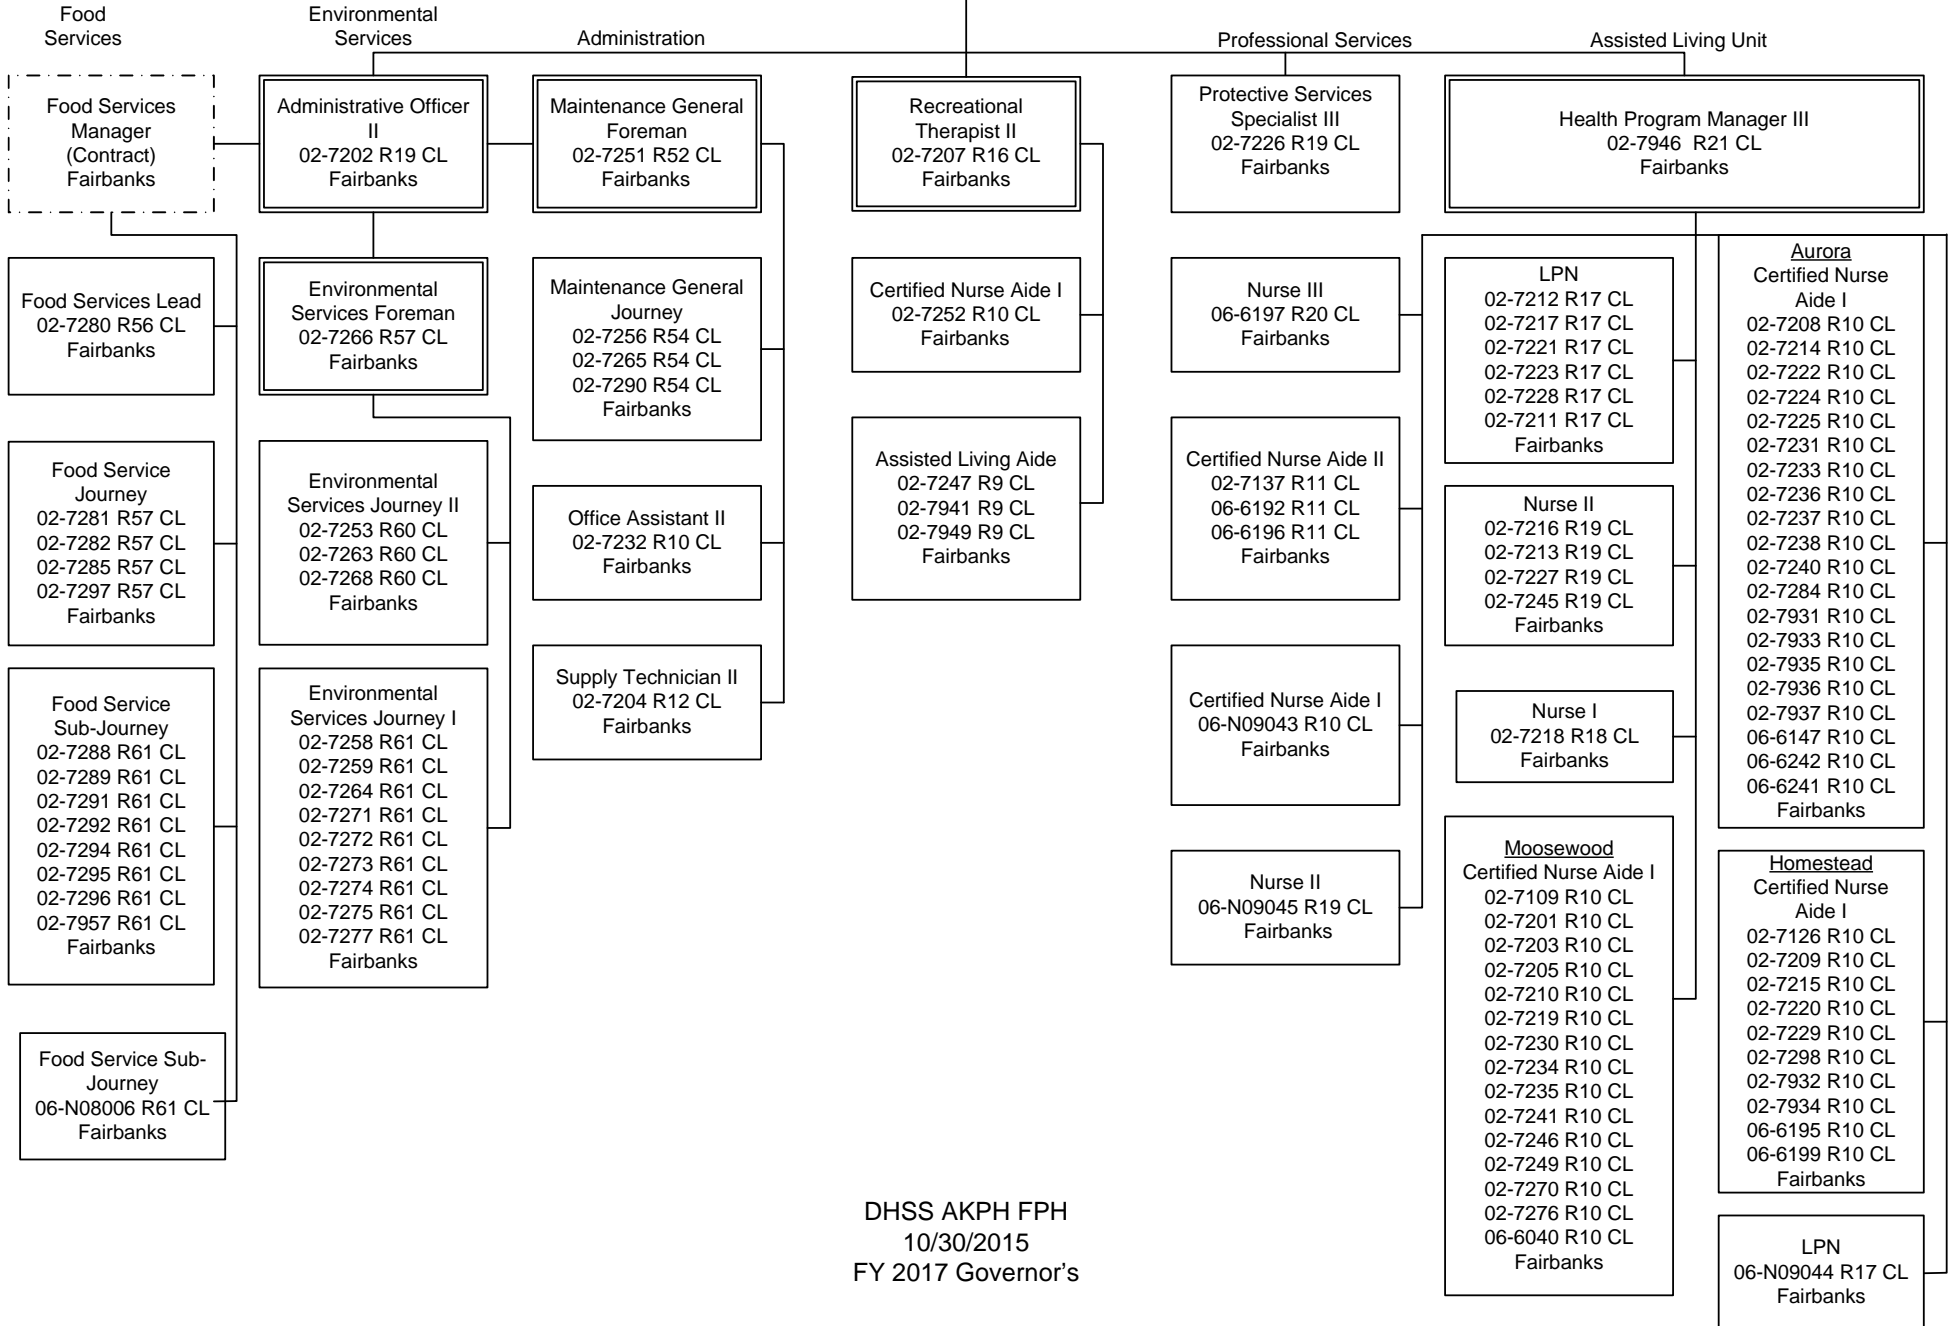 Food
Services
Environmental
Services
Administration
Professional Services
Assisted Living Unit
Food Services
Manager
(Contract)
Fairbanks
Administrative Officer
II
02-7202 R19 CL
Fairbanks
Maintenance General
Foreman
02-7251 R52 CL
Fairbanks
Recreational
Therapist II
02-7207 R16 CL
Fairbanks
Protective Services
Specialist III
02-7226 R19 CL
Fairbanks
Health Program Manager III
02-7946 R21 CL
Fairbanks
Food Services Lead
02-7280 R56 CL
Fairbanks
Food Service
Journey
02-7281 R57 CL
02-7282 R57 CL
02-7285 R57 CL
02-7297 R57 CL
Fairbanks
Food Service
Sub-Journey
02-7288 R61 CL
02-7289 R61 CL
02-7291 R61 CL
02-7292 R61 CL
02-7294 R61 CL
02-7295 R61 CL
02-7296 R61 CL
02-7957 R61 CL
Fairbanks
Food Service Sub-
Journey
06-N08006 R61 CL
Fairbanks
Environmental
Services Foreman
02-7266 R57 CL
Fairbanks
Environmental
Services Journey II
02-7253 R60 CL
02-7263 R60 CL
02-7268 R60 CL
Fairbanks
Environmental
Services Journey I
02-7258 R61 CL
02-7259 R61 CL
02-7264 R61 CL
02-7271 R61 CL
02-7272 R61 CL
02-7273 R61 CL
02-7274 R61 CL
02-7275 R61 CL
02-7277 R61 CL
Fairbanks
Maintenance General
Journey
02-7256 R54 CL
02-7265 R54 CL
02-7290 R54 CL
Fairbanks
Office Assistant II
02-7232 R10 CL
Fairbanks
Supply Technician II
02-7204 R12 CL
Fairbanks
Certified Nurse Aide I
02-7252 R10 CL
Fairbanks
Assisted Living Aide
02-7247 R9 CL
02-7941 R9 CL
02-7949 R9 CL
Fairbanks
Nurse III
06-6197 R20 CL
Fairbanks
Certified Nurse Aide II
02-7137 R11 CL
06-6192 R11 CL
06-6196 R11 CL
Fairbanks
Certified Nurse Aide I
06-N09043 R10 CL
Fairbanks
Nurse II
06-N09045 R19 CL
Fairbanks
LPN
02-7212 R17 CL
02-7217 R17 CL
02-7221 R17 CL
02-7223 R17 CL
02-7228 R17 CL
02-7211 R17 CL
Fairbanks
Nurse II
02-7216 R19 CL
02-7213 R19 CL
02-7227 R19 CL
02-7245 R19 CL
Fairbanks
Nurse I
02-7218 R18 CL
Fairbanks
Moosewood
Certified Nurse Aide I
02-7109 R10 CL
02-7201 R10 CL
02-7203 R10 CL
02-7205 R10 CL
02-7210 R10 CL
02-7219 R10 CL
02-7230 R10 CL
02-7234 R10 CL
02-7235 R10 CL
02-7241 R10 CL
02-7246 R10 CL
02-7249 R10 CL
02-7270 R10 CL
02-7276 R10 CL
06-6040 R10 CL
Fairbanks
Aurora
Certified Nurse
Aide I
02-7208 R10 CL
02-7214 R10 CL
02-7222 R10 CL
02-7224 R10 CL
02-7225 R10 CL
02-7231 R10 CL
02-7233 R10 CL
02-7236 R10 CL
02-7237 R10 CL
02-7238 R10 CL
02-7240 R10 CL
02-7284 R10 CL
02-7931 R10 CL
02-7933 R10 CL
02-7935 R10 CL
02-7936 R10 CL
02-7937 R10 CL
06-6147 R10 CL
06-6242 R10 CL
06-6241 R10 CL
Fairbanks
Homestead
Certified Nurse
Aide I
02-7126 R10 CL
02-7209 R10 CL
02-7215 R10 CL
02-7220 R10 CL
02-7229 R10 CL
02-7298 R10 CL
02-7932 R10 CL
02-7934 R10 CL
06-6195 R10 CL
06-6199 R10 CL
Fairbanks
LPN
06-N09044 R17 CL
Fairbanks
DHSS AKPH FPH
10/30/2015
FY 2017 Governor's